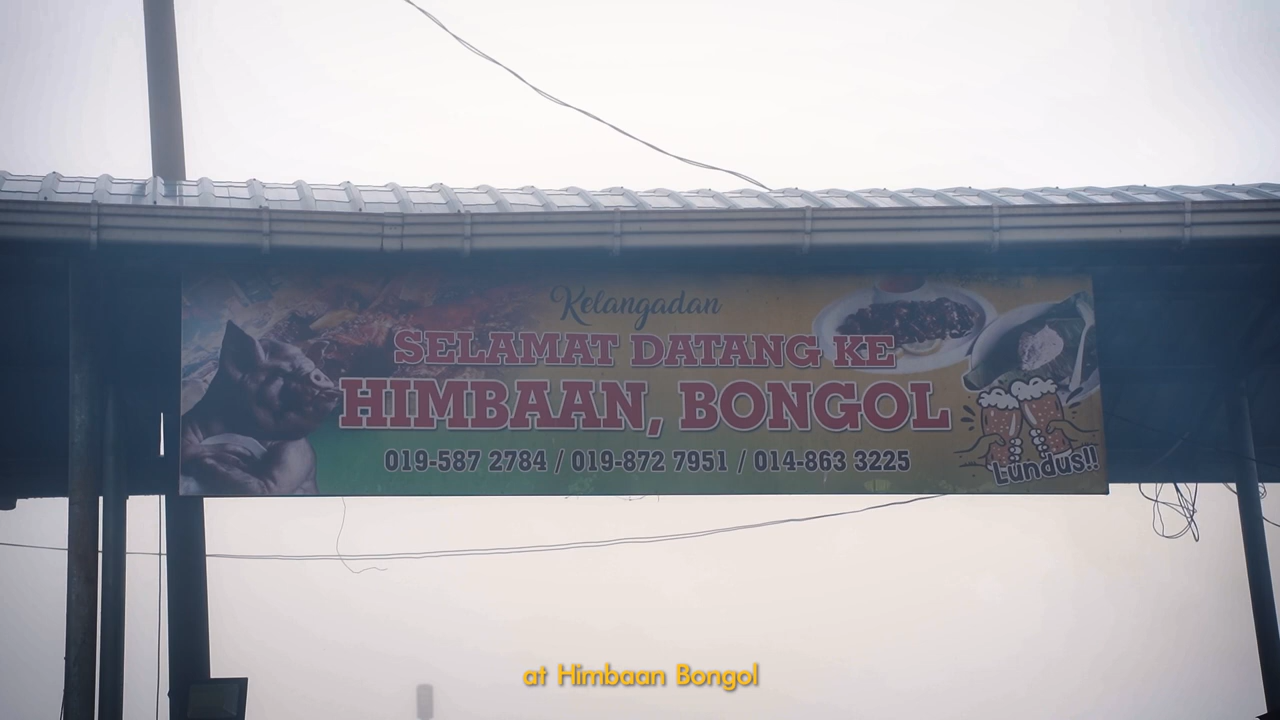 Kelangadan
SELAMAT DATANG KE
HIMBAAN, BONGOL
019-587 2784 / 019-872 7951 / 014-863 3225
Lundus!!
at Himbaan Bongol